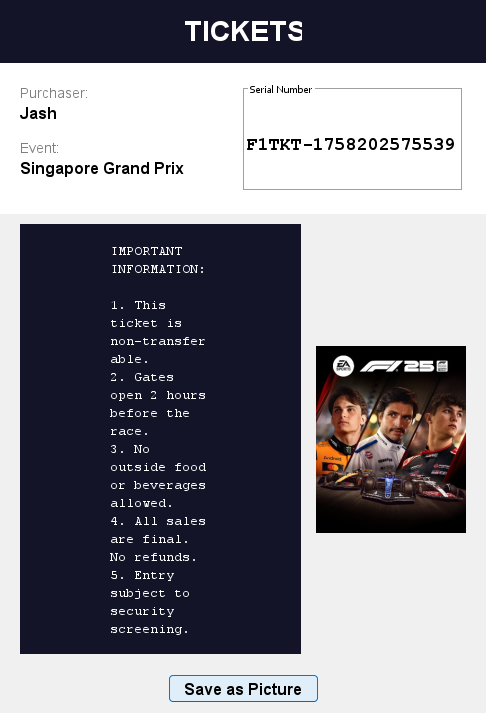 TICKETS
Purchaser:
Jash
Event:
Singapore Grand Prix
Serial Number
F1TKT-1758202575539
IMPORTANT
INFORMATION:
1. This
ticket is
non-transfer
able.
2. Gates
open 2 hours
before the
race.
3. No
outside food
or beverages
allowed.
4. All sales
are final.
No refunds.
5. Entry
subject to
security
screening.
EA
SPORTS
F1 25
Save as Picture